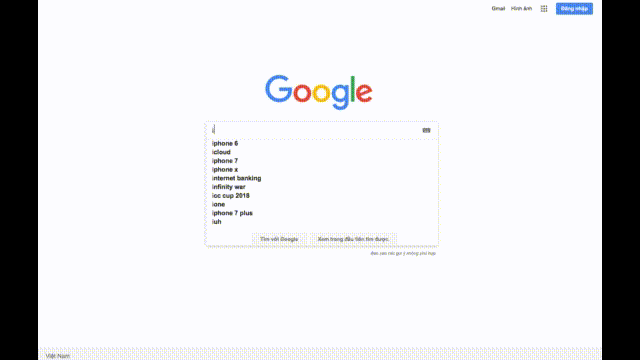 Gmail Hình ảnh Đăng nhập
Google
i
iphone 6
icloud
iphone 7
iphone x
internet banking
infinity war
icc cup 2018
ione
iphone 7 plus
iuh
Tìm với Google Xem trang đầu tiên tìm được
Báo cáo các gợi ý không phù hợp
Việt Nam